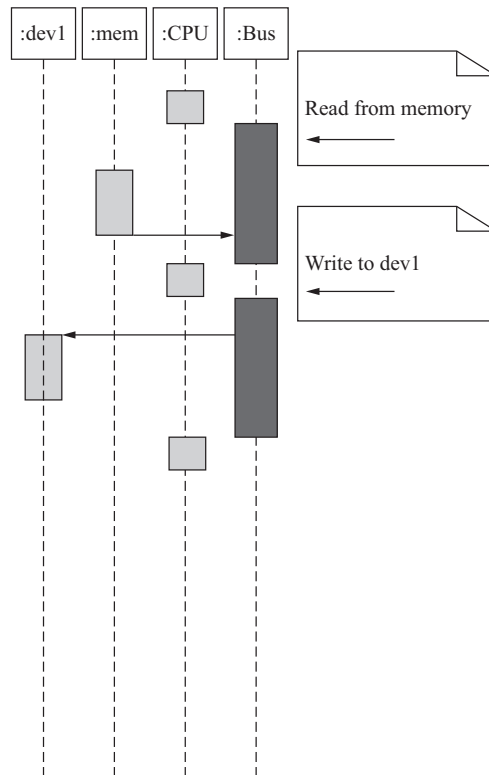 :dev1 :mem :CPU :Bus
Read from memory
Write to dev1